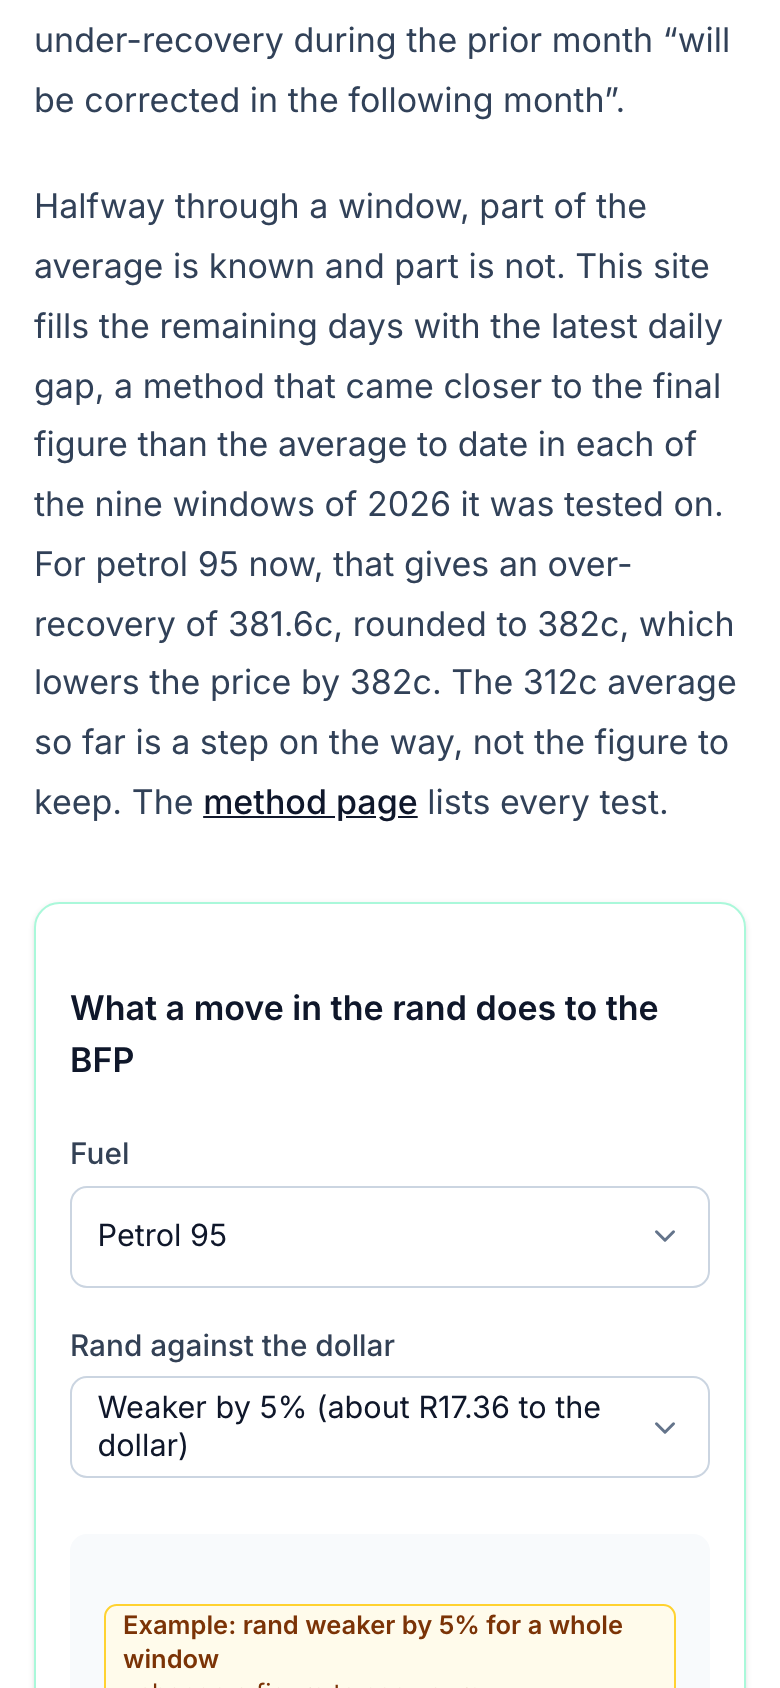 under-recovery during the prior month “will
be corrected in the following month”.
Halfway through a window, part of the
average is known and part is not. This site
fills the remaining days with the latest daily
gap, a method that came closer to the final
figure than the average to date in each of
the nine windows of 2026 it was tested on.
For petrol 95 now, that gives an over-
recovery of 381.6c, rounded to 382c, which
lowers the price by 382c. The 312c average
so far is a step on the way, not the figure to
keep. The method page lists every test.
What a move in the rand does to the
BFP
Fuel
Petrol 95
Rand against the dollar
Weaker by 5% (about R17.36 to the
dollar)
Example: rand weaker by 5% for a whole
window